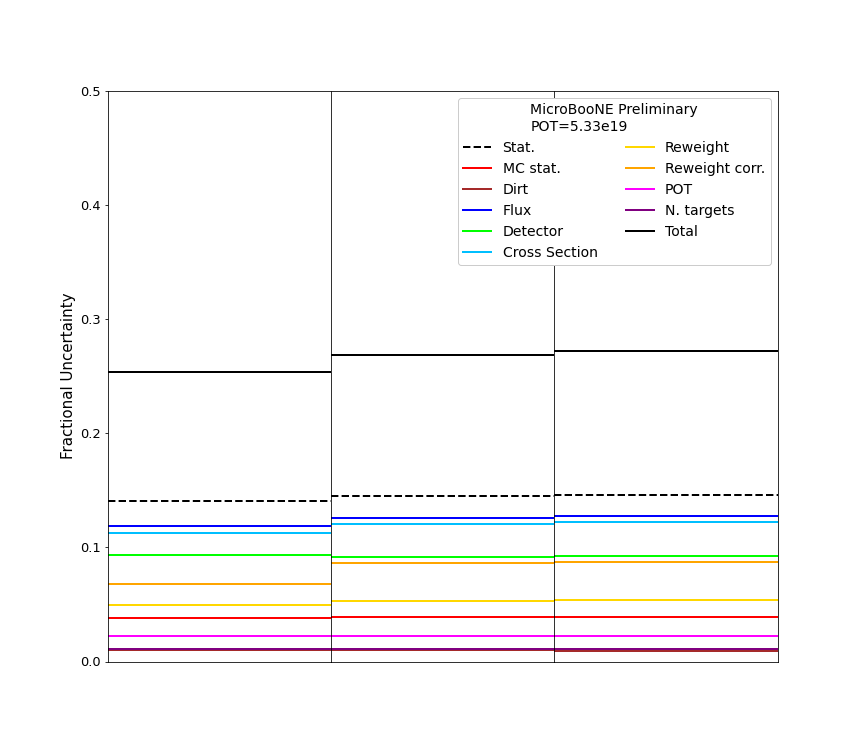 MicroBooNE Preliminary
POT=5.33e19
Stat.
MC stat.
Dirt
Flux
Detector
Cross Section
Reweight
Reweight corr.
POT
N. targets
Total
Fractional Uncertainty
0.5
0.4
0.3
0.2
0.1
0.0